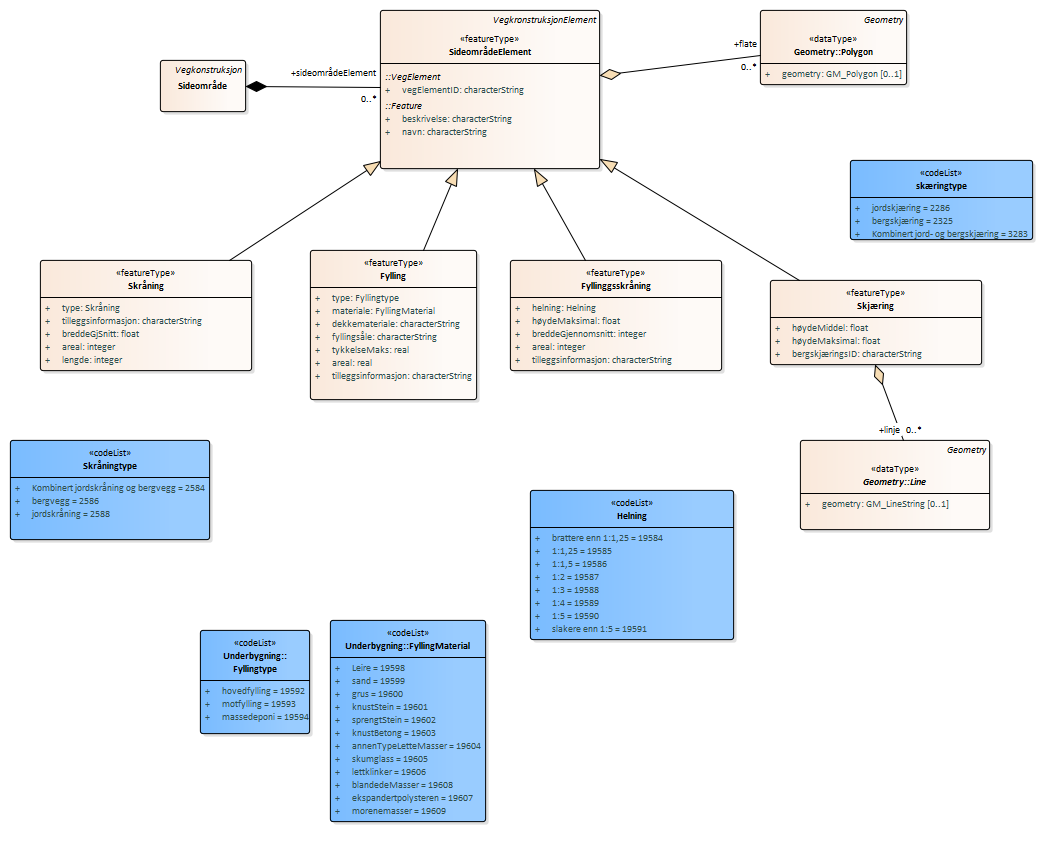 VegkronstruksjonElement
«featureType»
SideområdeElement
::VegElement
+ vegElementID: characterString
::Feature
+ beskrivelse: characterString
+ navn: characterString
Geometry
«dataType»
Geometry::Polygon
+ geometry: GM_Polygon [0..1]
+flate
0..*
Vegkonstruksjon
Sideområde
+sideområdeElement
0..*
«codeList»
skæringtype
+ jordskjæring = 2286
+ bergskjæring = 2325
+ Kombinert jord- og bergskjæring = 3283
«featureType»
Skråning
+ type: Skråning
+ tilleggsinformasjon: characterString
+ breddeGjSnitt: float
+ areal: integer
+ lengde: integer
«featureType»
Fylling
+ type: Fyllingtype
+ materiale: FyllingMaterial
+ dekkemateriale: characterString
+ fyllingsåle: characterString
+ tykkelseMaks: real
+ areal: real
+ tilleggsinformasjon: characterString
«featureType»
Fyllinggsskråning
+ helning: Helning
+ høydeMaksimal: float
+ breddeGjennomsnitt: integer
+ areal: integer
+ tilleggsinformasjon: characterString
«featureType»
Skjæring
+ høydeMiddel: float
+ høydeMaksimal: float
+ bergskjæringsID: characterString
+linje 0..*
Geometry
«dataType»
Geometry::Line
+ geometry: GM_LineString [0..1]
«codeList»
Skråningtype
+ Kombinert jordskråning og bergvegg = 2584
+ bergvegg = 2586
+ jordskråning = 2588
«codeList»
Helning
+ brattere enn 1:1,25 = 19584
+ 1:1,25 = 19585
+ 1:1,5 = 19586
+ 1:2 = 19587
+ 1:3 = 19588
+ 1:4 = 19589
+ 1:5 = 19590
+ slakere enn 1:5 = 19591
«codeList»
Underbygning::
Fyllingtype
+ hovedfylling = 19592
+ motfylling = 19593
+ massedeponi = 19594
«codeList»
Underbygning::FyllingMaterial
+ Leire = 19598
+ sand = 19599
+ grus = 19600
+ knustStein = 19601
+ sprengtStein = 19602
+ knustBetong = 19603
+ annenTypeLetteMasser = 19604
+ skumglass = 19605
+ lettklinker = 19606
+ blandedeMasser = 19608
+ ekspandertpolysteren = 19607
+ morenemasser = 19609